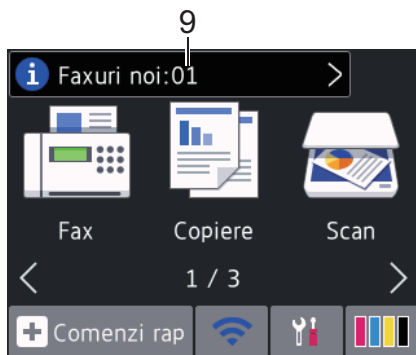 9
Faxuri noi:01
Fax Copiere Scan
1 / 3
Comenzi rap